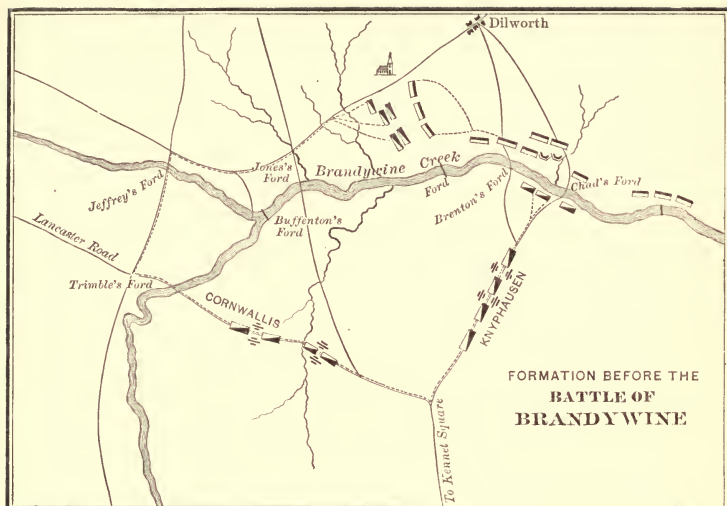 Dilworth
Jones's
Ford
Brandywine Creek
Ford
Jeffrey's Ford
Chad's Ford
Brenton's Ford
Buffenton's
Ford
Lancaster Road
Trimble's Ford
CORNWALLIS
KNYPHAUSEN
To Kennet Square
FORMATION BEFORE THE
BATTLE OF
BRANDYWINE